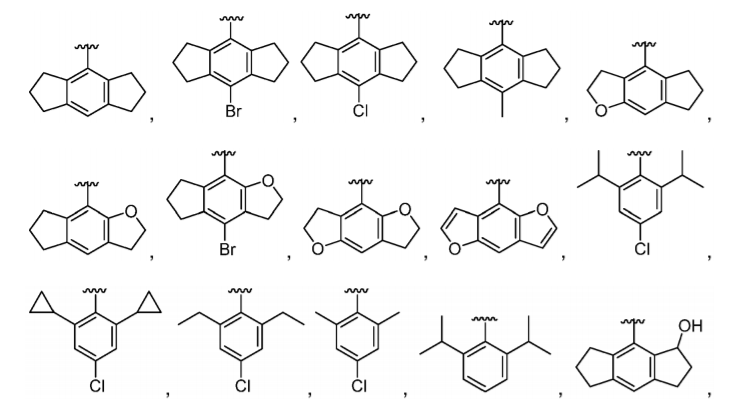 Br , Cl , , O ,
, O , Br O , O O , O O , Cl ,
Cl , Cl , Cl , , OH ,